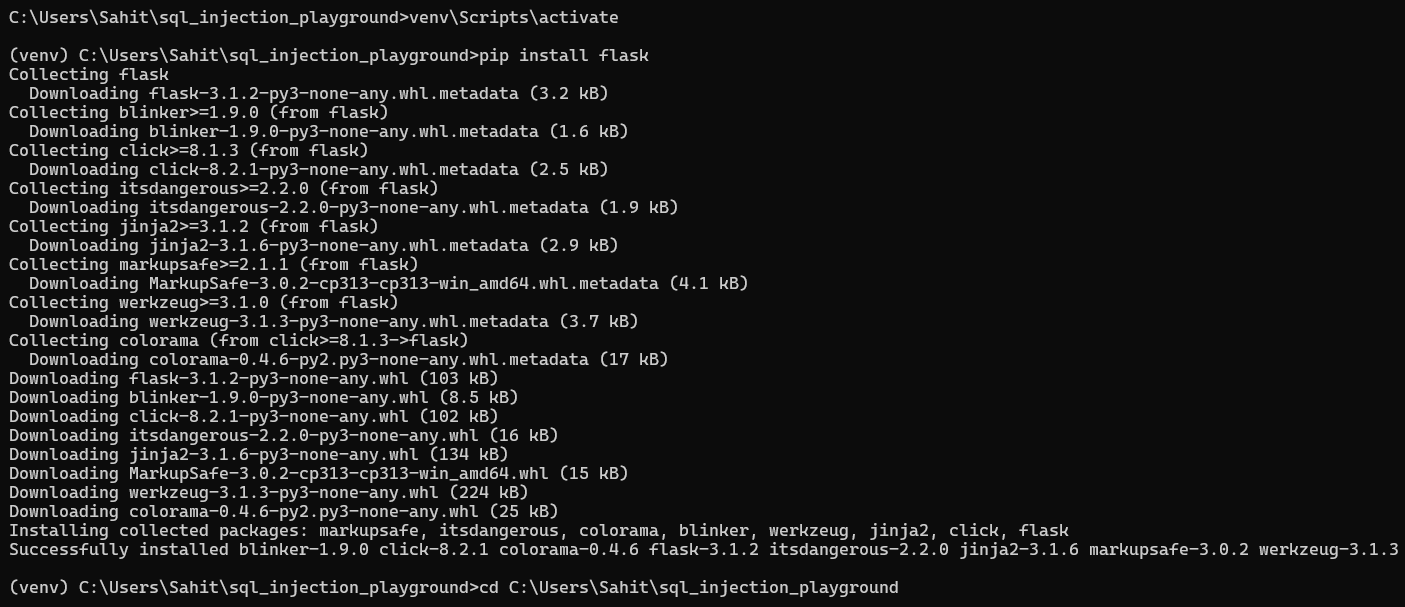 C:\Users\Sahit\sql_injection_playground>venv\Scripts\activate
(venv) C:\Users\Sahit\sql_injection_playground>pip install flask
Collecting flask
  Downloading flask-3.1.2-py3-none-any.whl.metadata (3.2 kB)
Collecting blinker>=1.9.0 (from flask)
  Downloading blinker-1.9.0-py3-none-any.whl.metadata (1.6 kB)
Collecting click>=8.1.3 (from flask)
  Downloading click-8.2.1-py3-none-any.whl.metadata (2.5 kB)
Collecting itsdangerous>=2.2.0 (from flask)
  Downloading itsdangerous-2.2.0-py3-none-any.whl.metadata (1.9 kB)
Collecting jinja2>=3.1.2 (from flask)
  Downloading jinja2-3.1.6-py3-none-any.whl.metadata (2.9 kB)
Collecting markupsafe>=2.1.1 (from flask)
  Downloading MarkupSafe-3.0.2-cp313-cp313-win_amd64.whl.metadata (4.1 kB)
Collecting werkzeug>=3.1.0 (from flask)
  Downloading werkzeug-3.1.3-py3-none-any.whl.metadata (3.7 kB)
Collecting colorama (from click>=8.1.3->flask)
  Downloading colorama-0.4.6-py2.py3-none-any.whl.metadata (17 kB)
Downloading flask-3.1.2-py3-none-any.whl (103 kB)
Downloading blinker-1.9.0-py3-none-any.whl (8.5 kB)
Downloading click-8.2.1-py3-none-any.whl (102 kB)
Downloading itsdangerous-2.2.0-py3-none-any.whl (16 kB)
Downloading jinja2-3.1.6-py3-none-any.whl (134 kB)
Downloading MarkupSafe-3.0.2-cp313-cp313-win_amd64.whl (15 kB)
Downloading werkzeug-3.1.3-py3-none-any.whl (224 kB)
Downloading colorama-0.4.6-py2.py3-none-any.whl (25 kB)
Installing collected packages: markupsafe, itsdangerous, colorama, blinker, werkzeug, jinja2, click, flask
Successfully installed blinker-1.9.0 click-8.2.1 colorama-0.4.6 flask-3.1.2 itsdangerous-2.2.0 jinja2-3.1.6 markupsafe-3.0.2 werkzeug-3.1.3
(venv) C:\Users\Sahit\sql_injection_playground>cd C:\Users\Sahit\sql_injection_playground